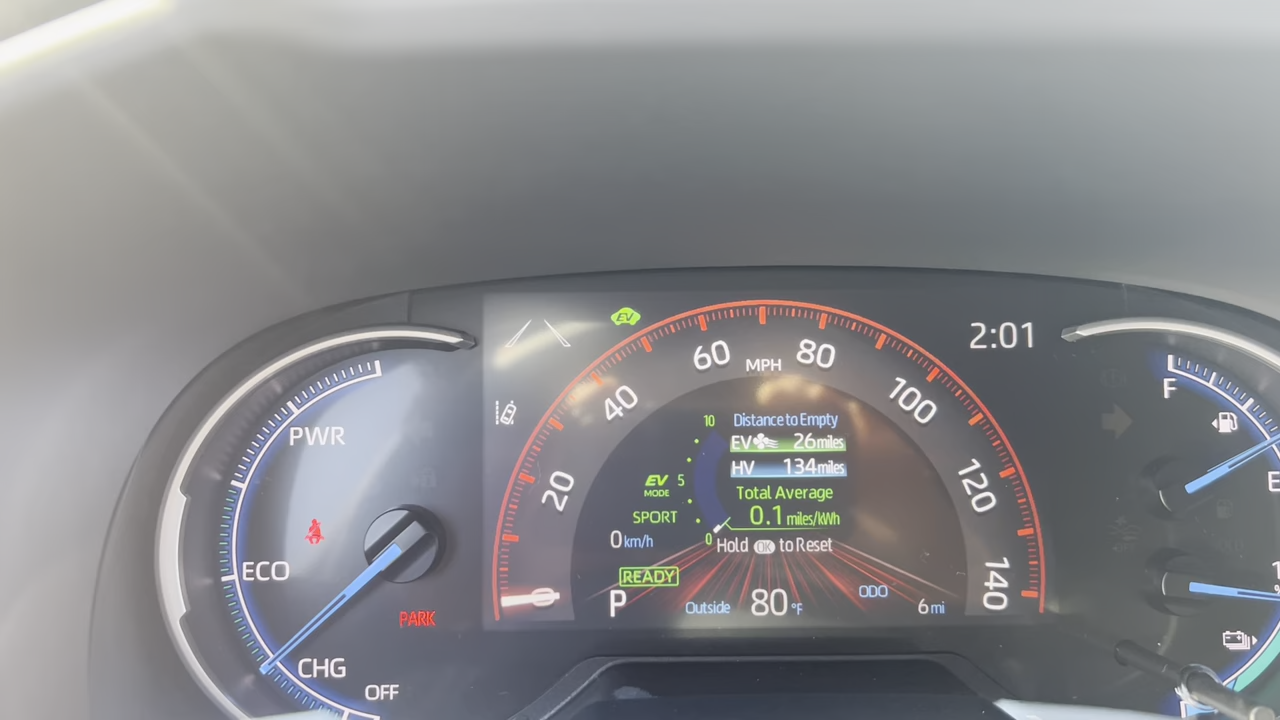 PWR
ECO
CHG
OFF
PARK
EV
2:01
MPH
20
40
60
80
100
120
140
10
5
0
EV
MODE
SPORT
0 km/h
READY
P
Distance to Empty
EV 26 miles
HV 134 miles
Total Average
0.1 miles/kWh
Hold OK to Reset
Outside 80 °F
ODO
6 mi
F
E